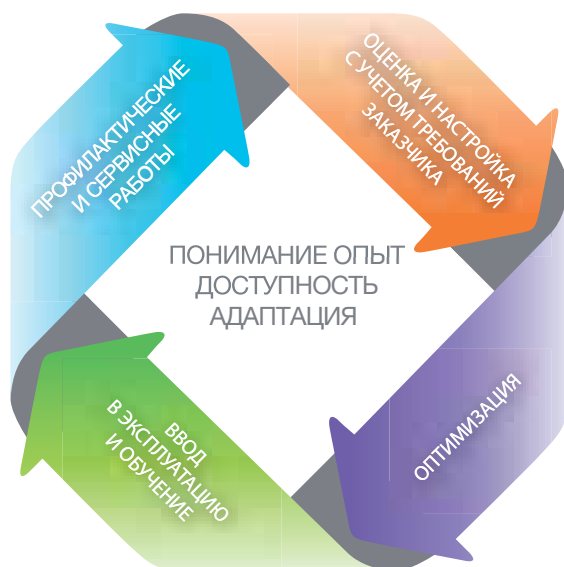 ПРОФИЛАКТИЧЕСКИЕ
И СЕРВИСНЫЕ
РАБОТЫ
ОЦЕНКА И НАСТРОЙКА
С УЧЕТОМ ТРЕБОВАНИЙ
ЗАКАЗЧИКА
ПОНИМАНИЕ ОПЫТ
ДОСТУПНОСТЬ
АДАПТАЦИЯ
ОПТИМИЗАЦИЯ
ВВОД
В ЭКСПЛУАТАЦИЮ
И ОБУЧЕНИЕ